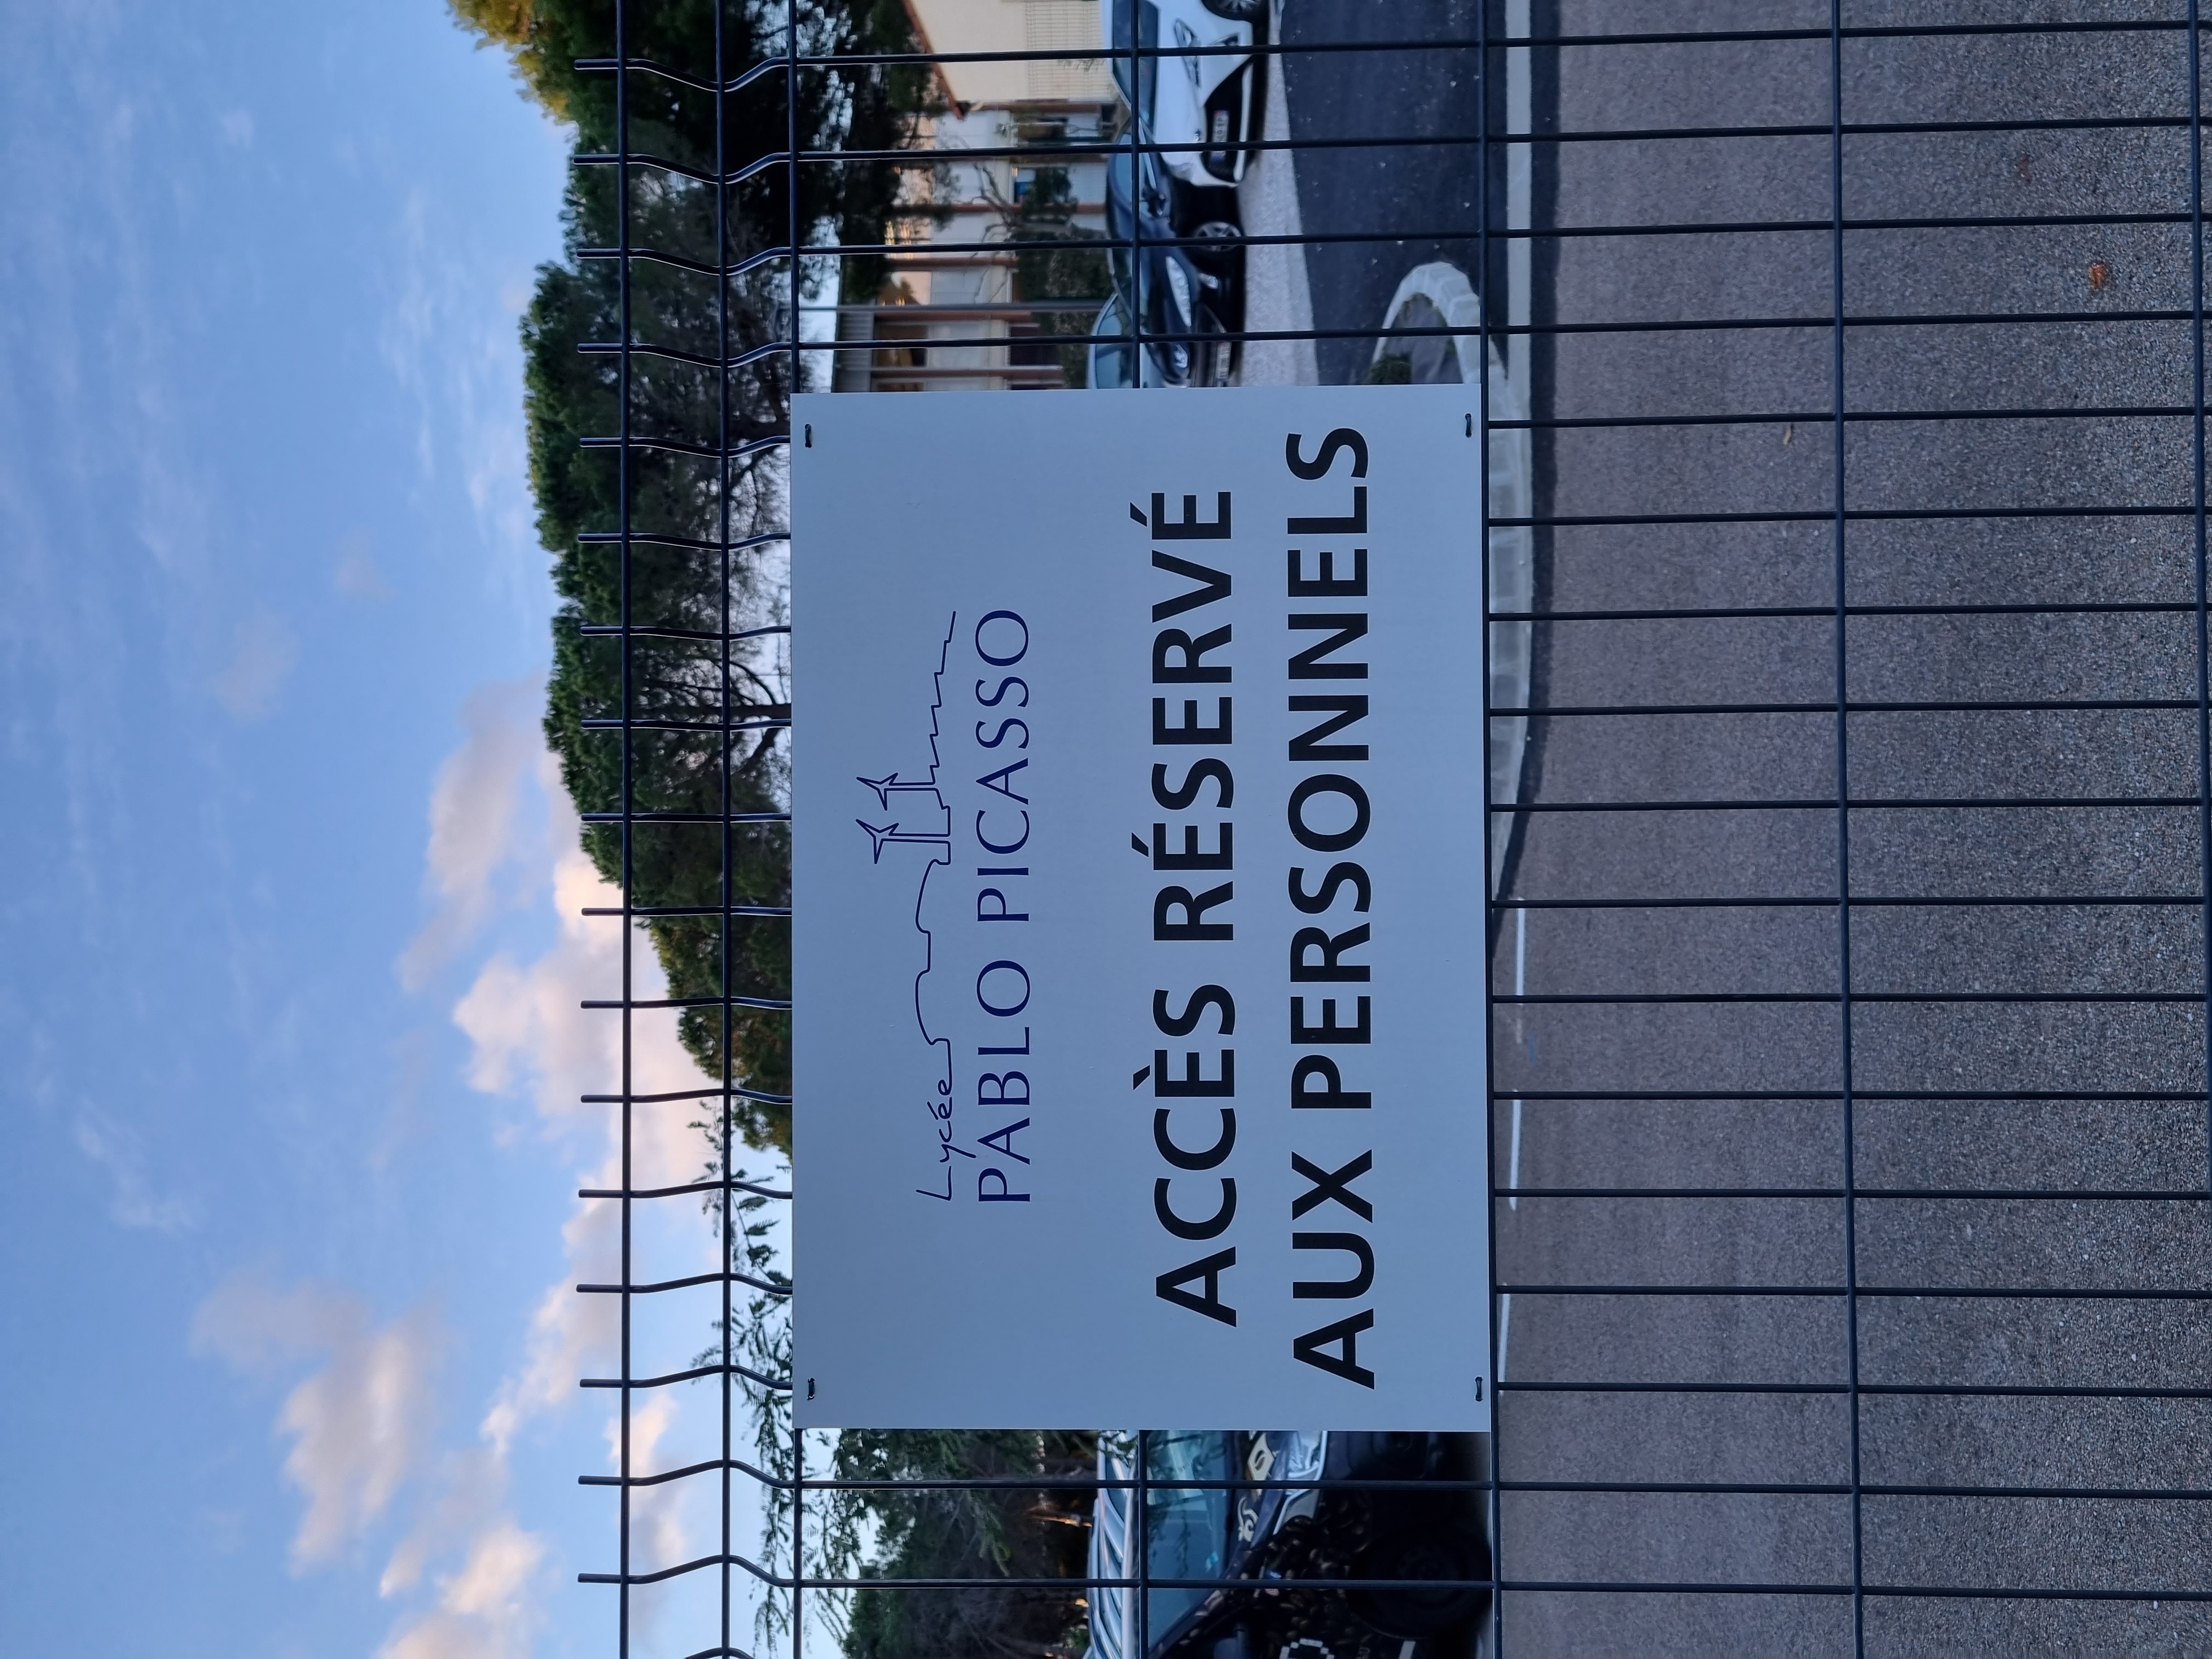 Lycée
PABLO PICASSO
ACCÈS RÉSERVÉ
AUX PERSONNELS